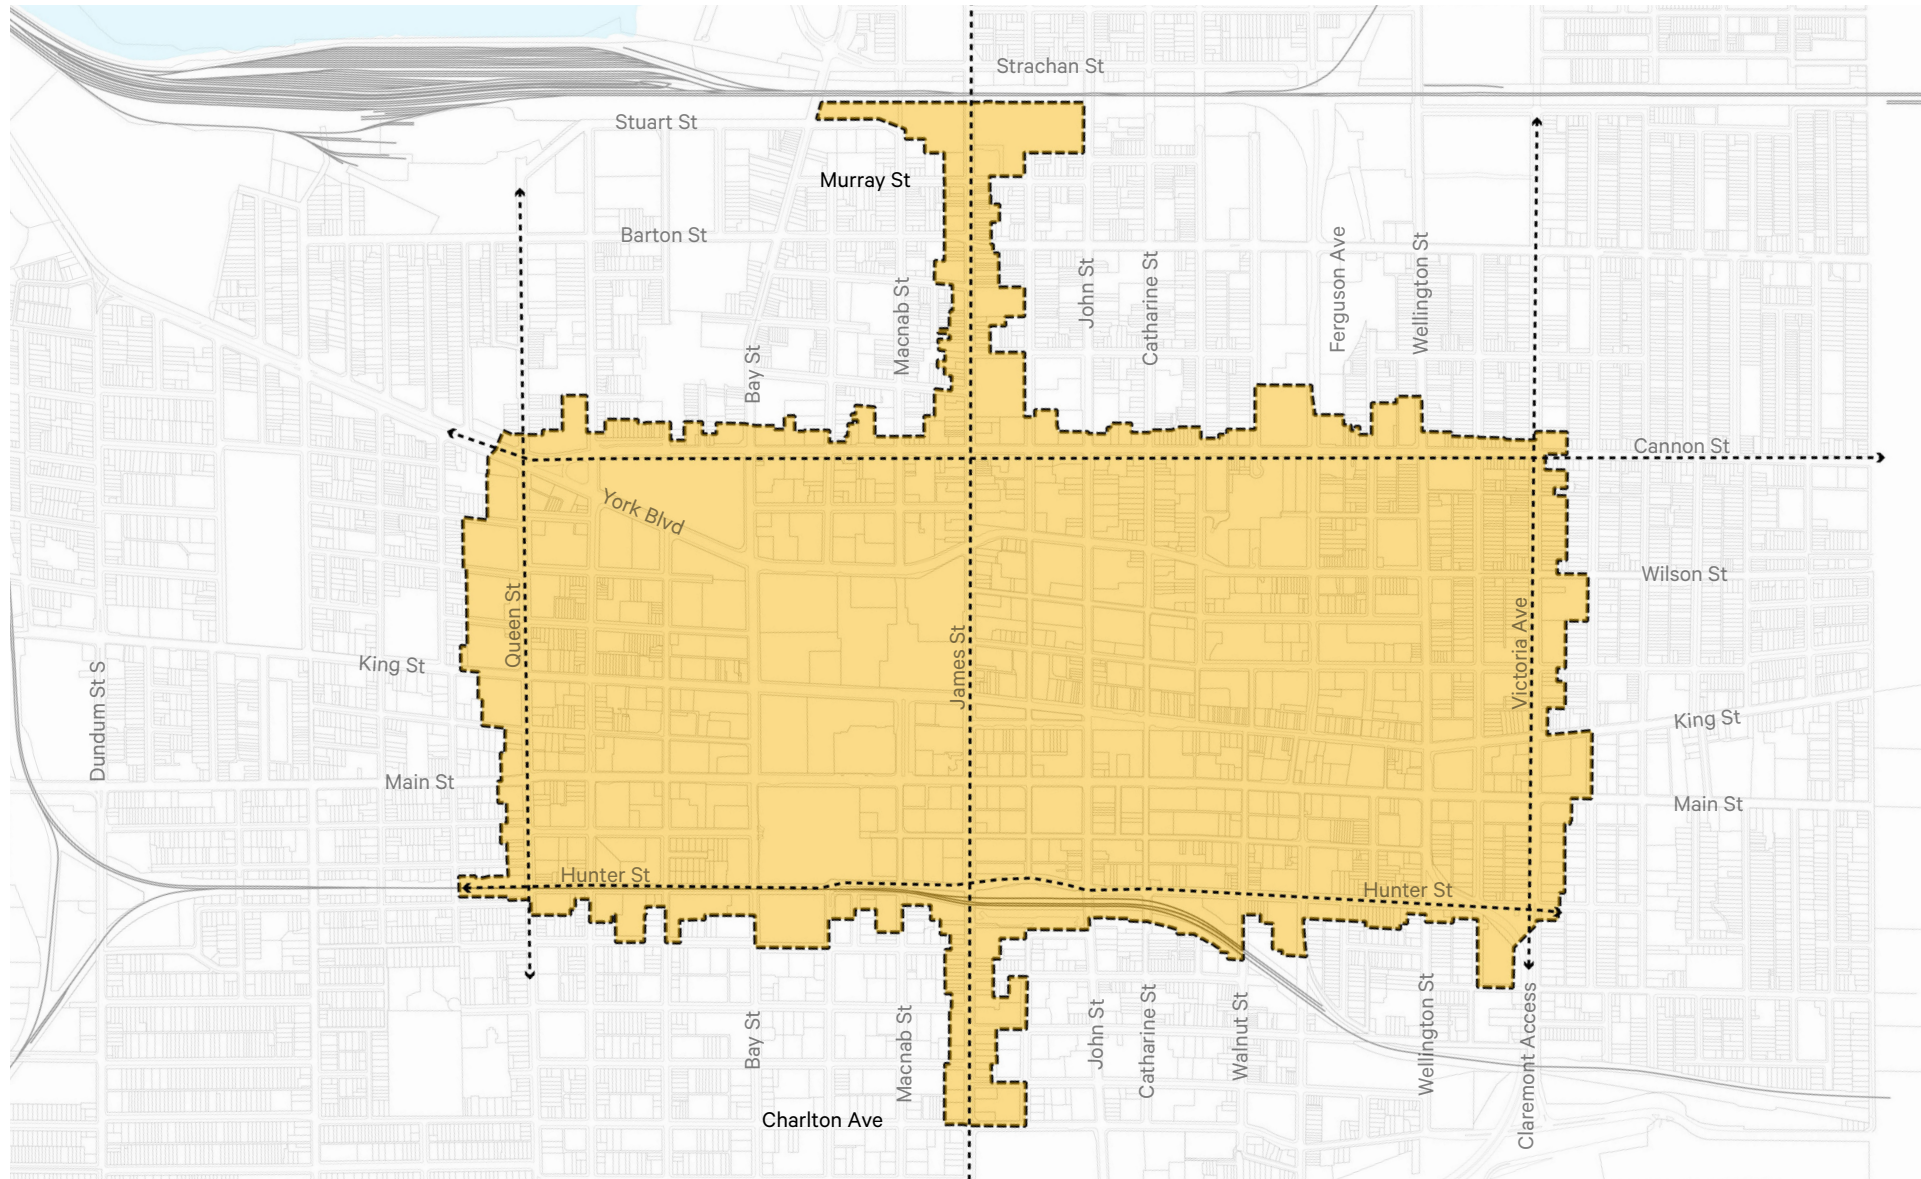 Strachan St
Stuart St
Murray St
Barton St
Ferguson Ave
Wellington St
Catharine St
John St
Macnab St
Bay St
Cannon St
York Blvd
Wilson St
Queen St
James St
Victoria Ave
King St
Dundum St S
King St
Main St
Main St
Hunter St
Hunter St
Bay St
Macnab St
John St
Catharine St
Walnut St
Wellington St
Claremont Access
Charlton Ave